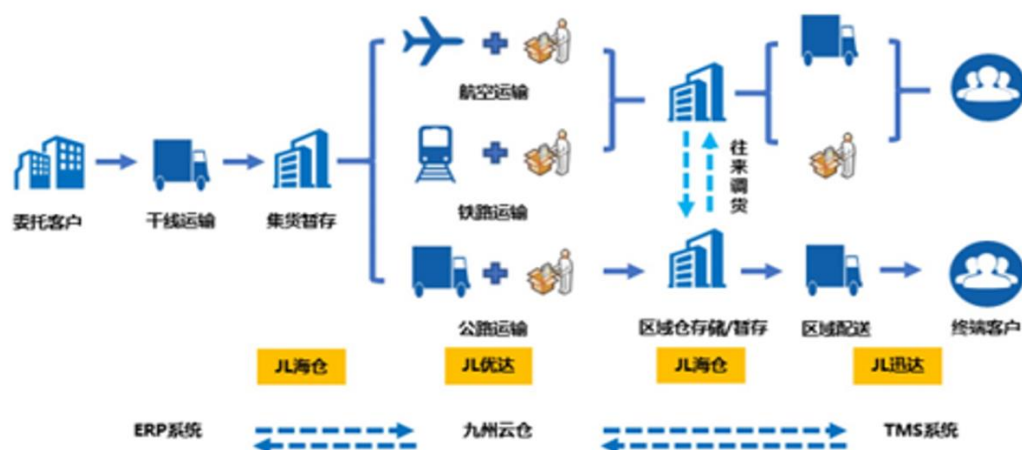 航空运输
往来调货
委托客户
干线运输
集货暂存
铁路运输
公路运输
区域仓存储/暂存
区域配送
终端客户
JL海仓
JL优达
JL海仓
JL迅达
ERP系统
九州云仓
TMS系统